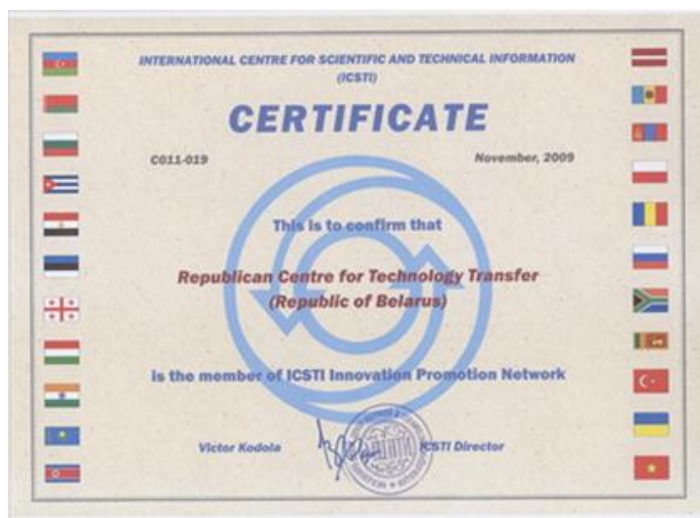 INTERNATIONAL CENTRE FOR SCIENTIFIC AND TECHNICAL INFORMATION
(ICSTI)
CERTIFICATE
C011-019
November, 2009
This is to confirm that
Republican Centre for Technology Transfer
(Republic of Belarus)
is the member of ICSTI Innovation Promotion Network
Victor Kodola
ICSTI Director